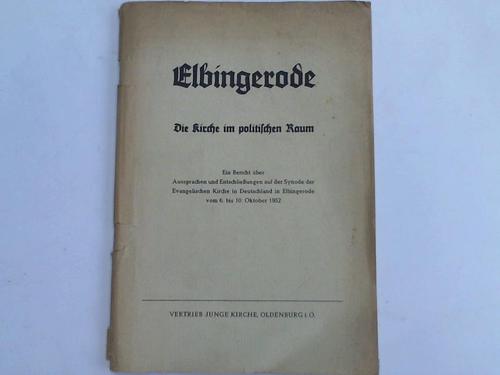 Elbingerode
Die Kirche im politischen Raum
Ein Bericht über
Aussprachen und Entschließungen auf der Synode der
Evangelischen Kirche in Deutschland in Elbingerode
vom 6. bis 10. Oktober 1952
VERTRIEB JUNGE KIRCHE, OLDENBURG i. O.